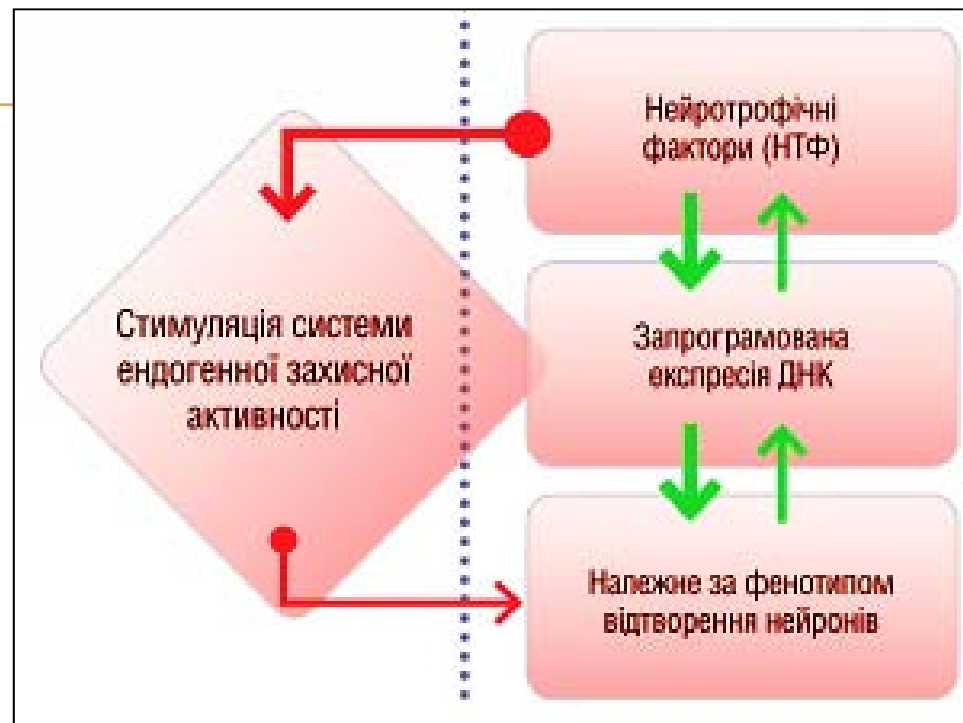 Нейротрофічні
фактори (НТФ)
Стимуляція системи
ендогенної захисної
активності
Запрограмована
експресія ДНК
Належне за фенотипом
відтворення нейронів